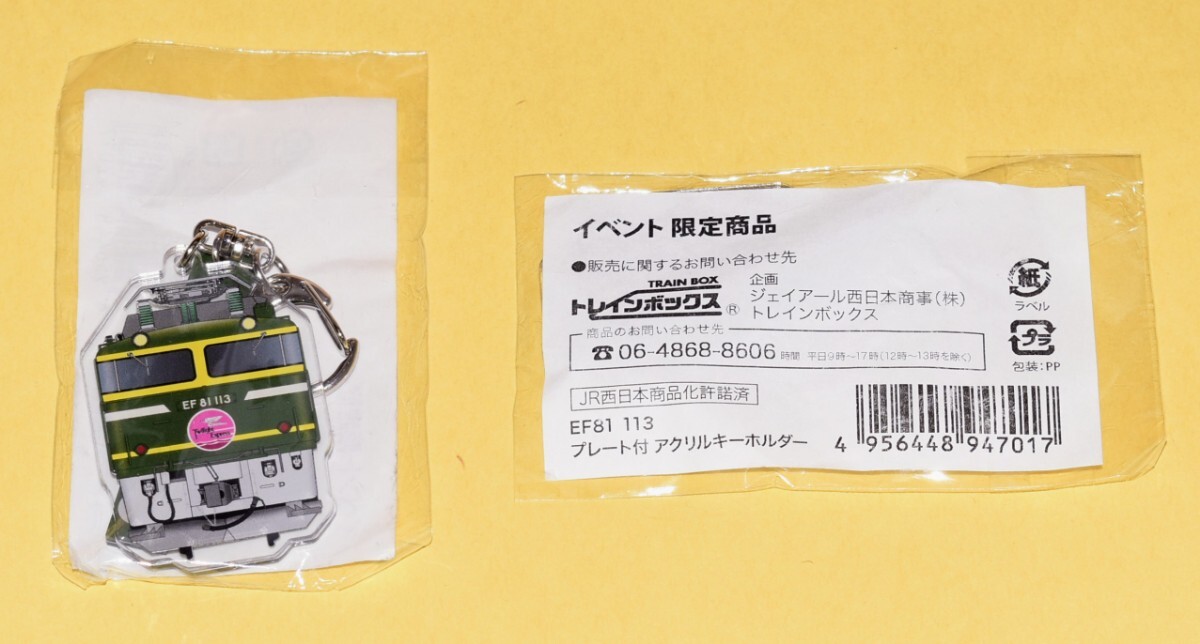 EF 81 113
Twilight Express
イベント 限定商品
●販売に関するお問い合わせ先
TRAIN BOX
トレインボックス®
企画
ジェイアール西日本商事(株)
トレインボックス
商品のお問い合わせ先
☎06-4868-8606 時間 平日9時~17時(12時~13時を除く)
JR西日本商品化許諾済
EF81 113
プレート付 アクリルキーホルダー
4 956448 947017
紙
ラベル
プラ
包装:PP